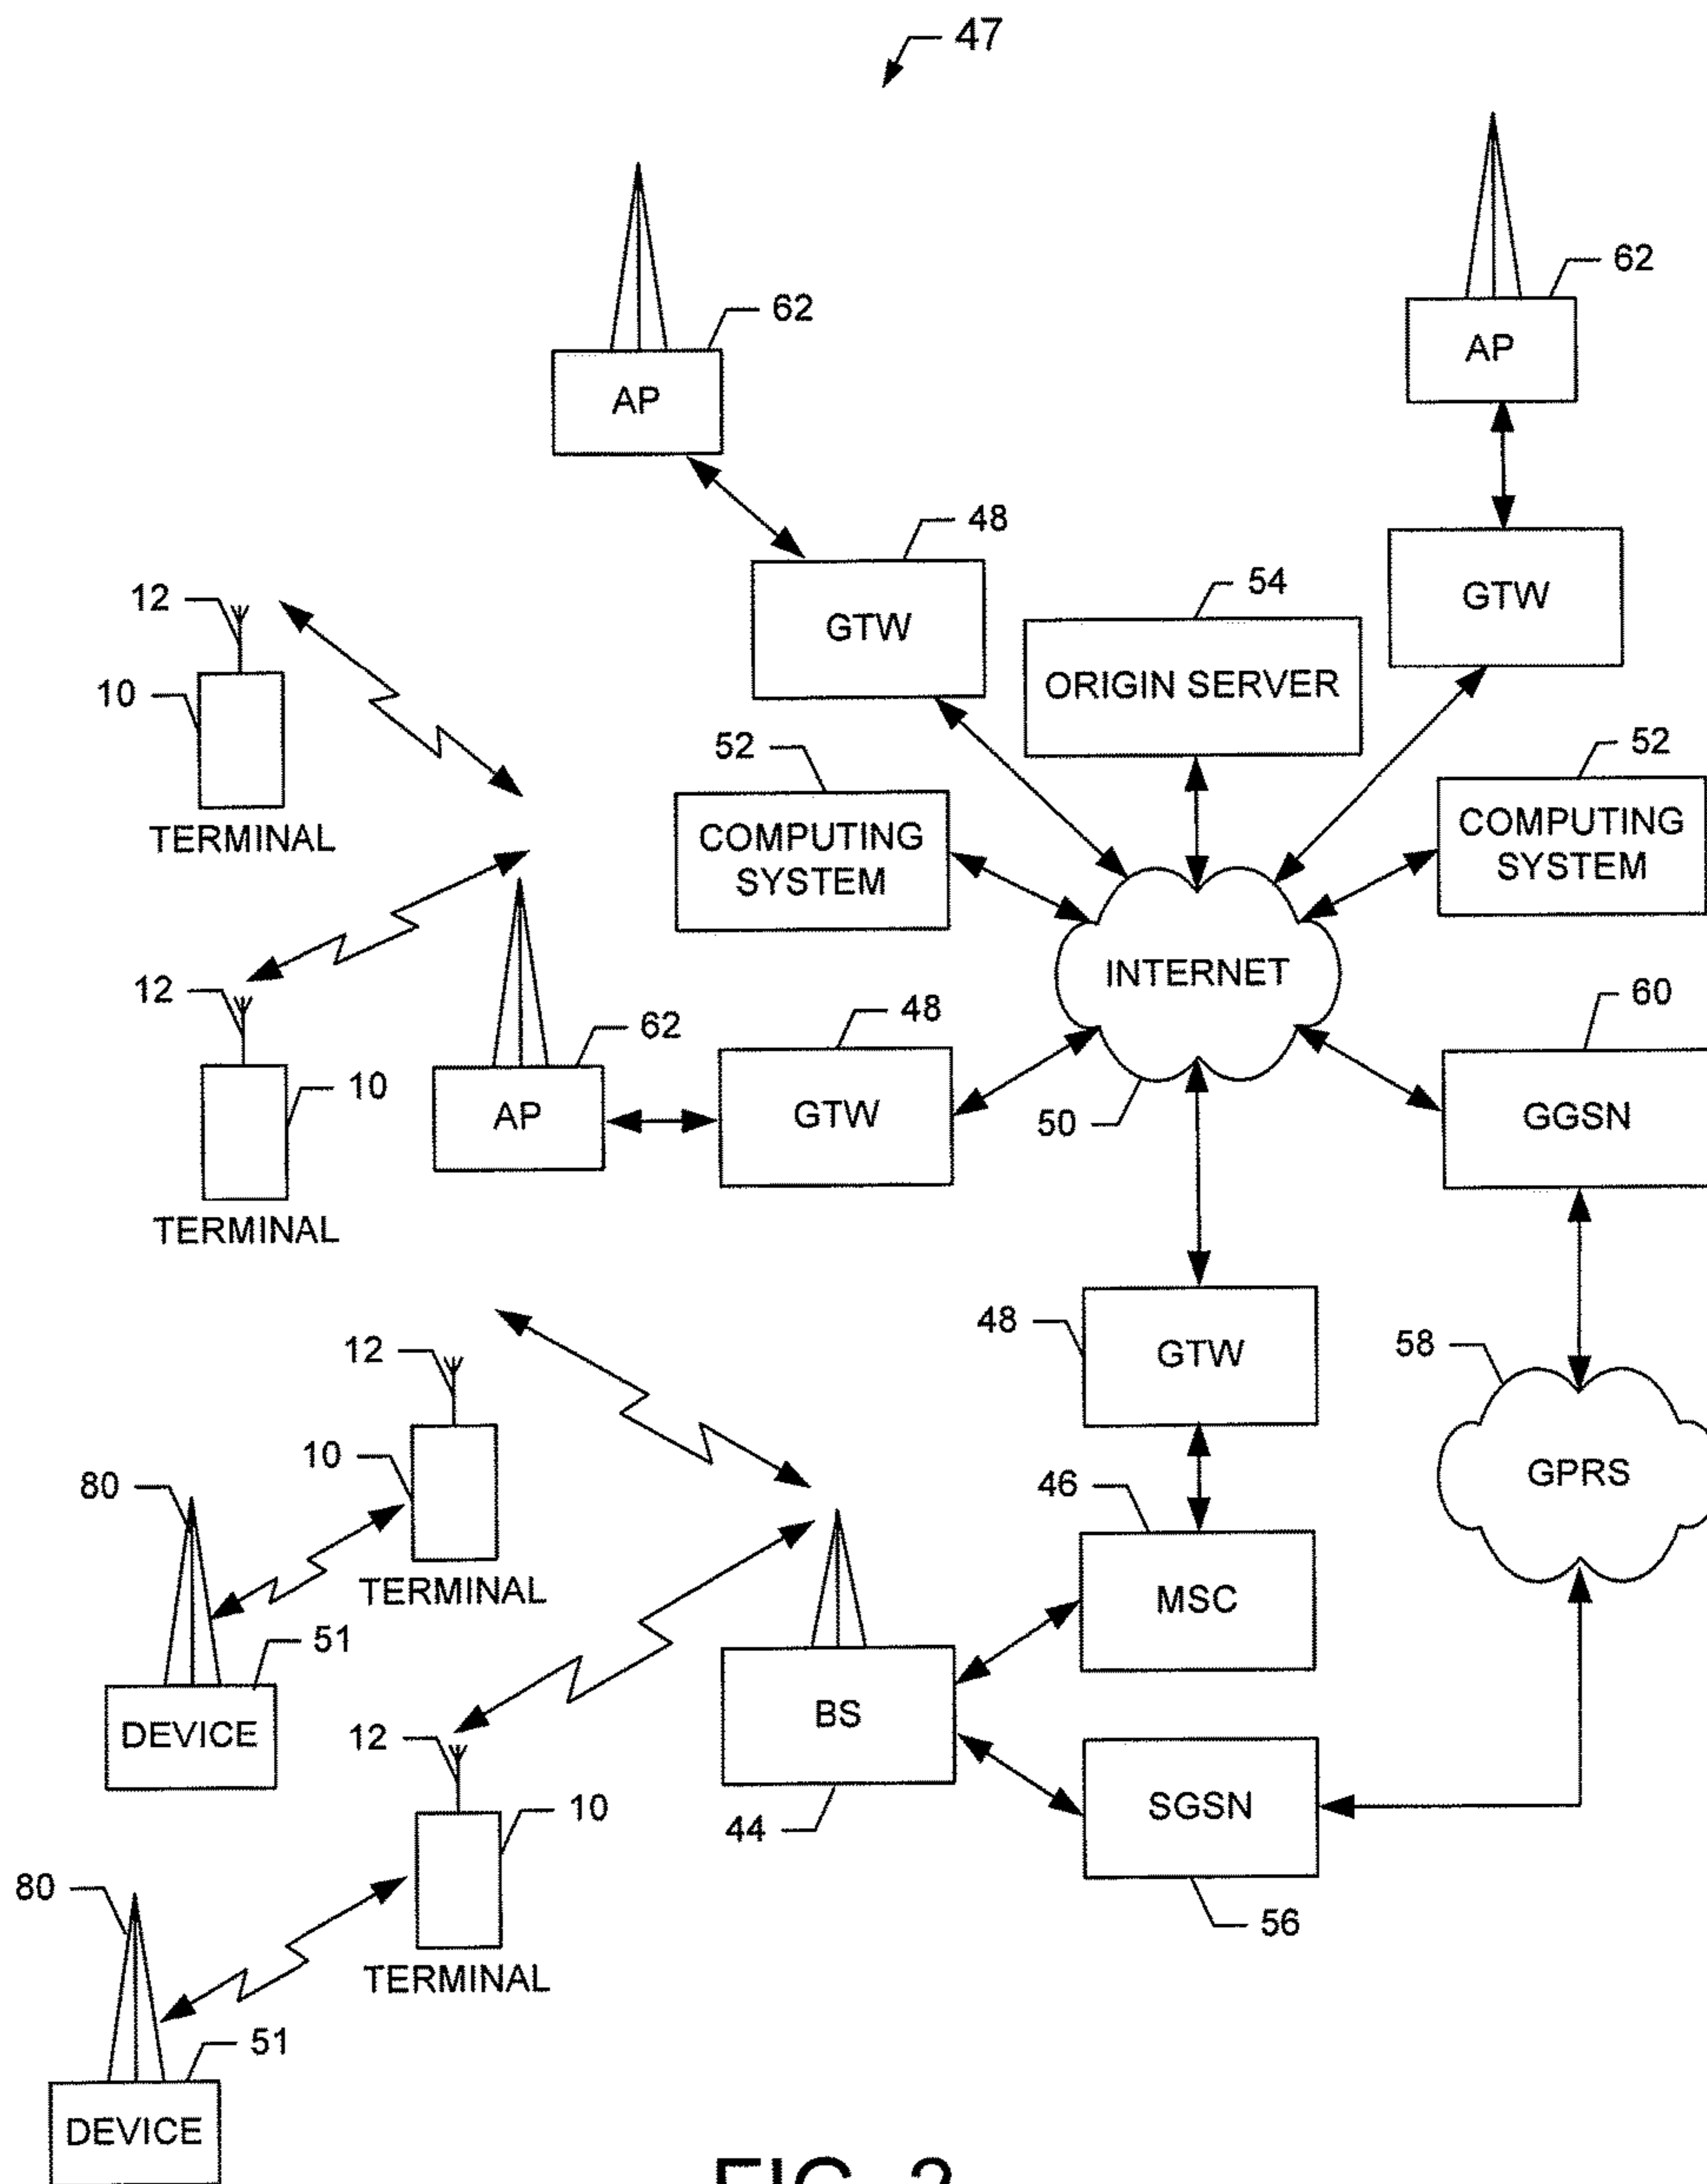 47
62
AP
62
AP
48
GTW
GTW
54
ORIGIN SERVER
12
10
TERMINAL
52
COMPUTING
SYSTEM
52
COMPUTING
SYSTEM
INTERNET
50
12
10
TERMINAL
62
AP
48
GTW
60
GGSN
48
GTW
58
GPRS
12
10
TERMINAL
80
51
DEVICE
46
MSC
BS
44
SGSN
56
12
10
TERMINAL
80
51
DEVICE
FIG. 2